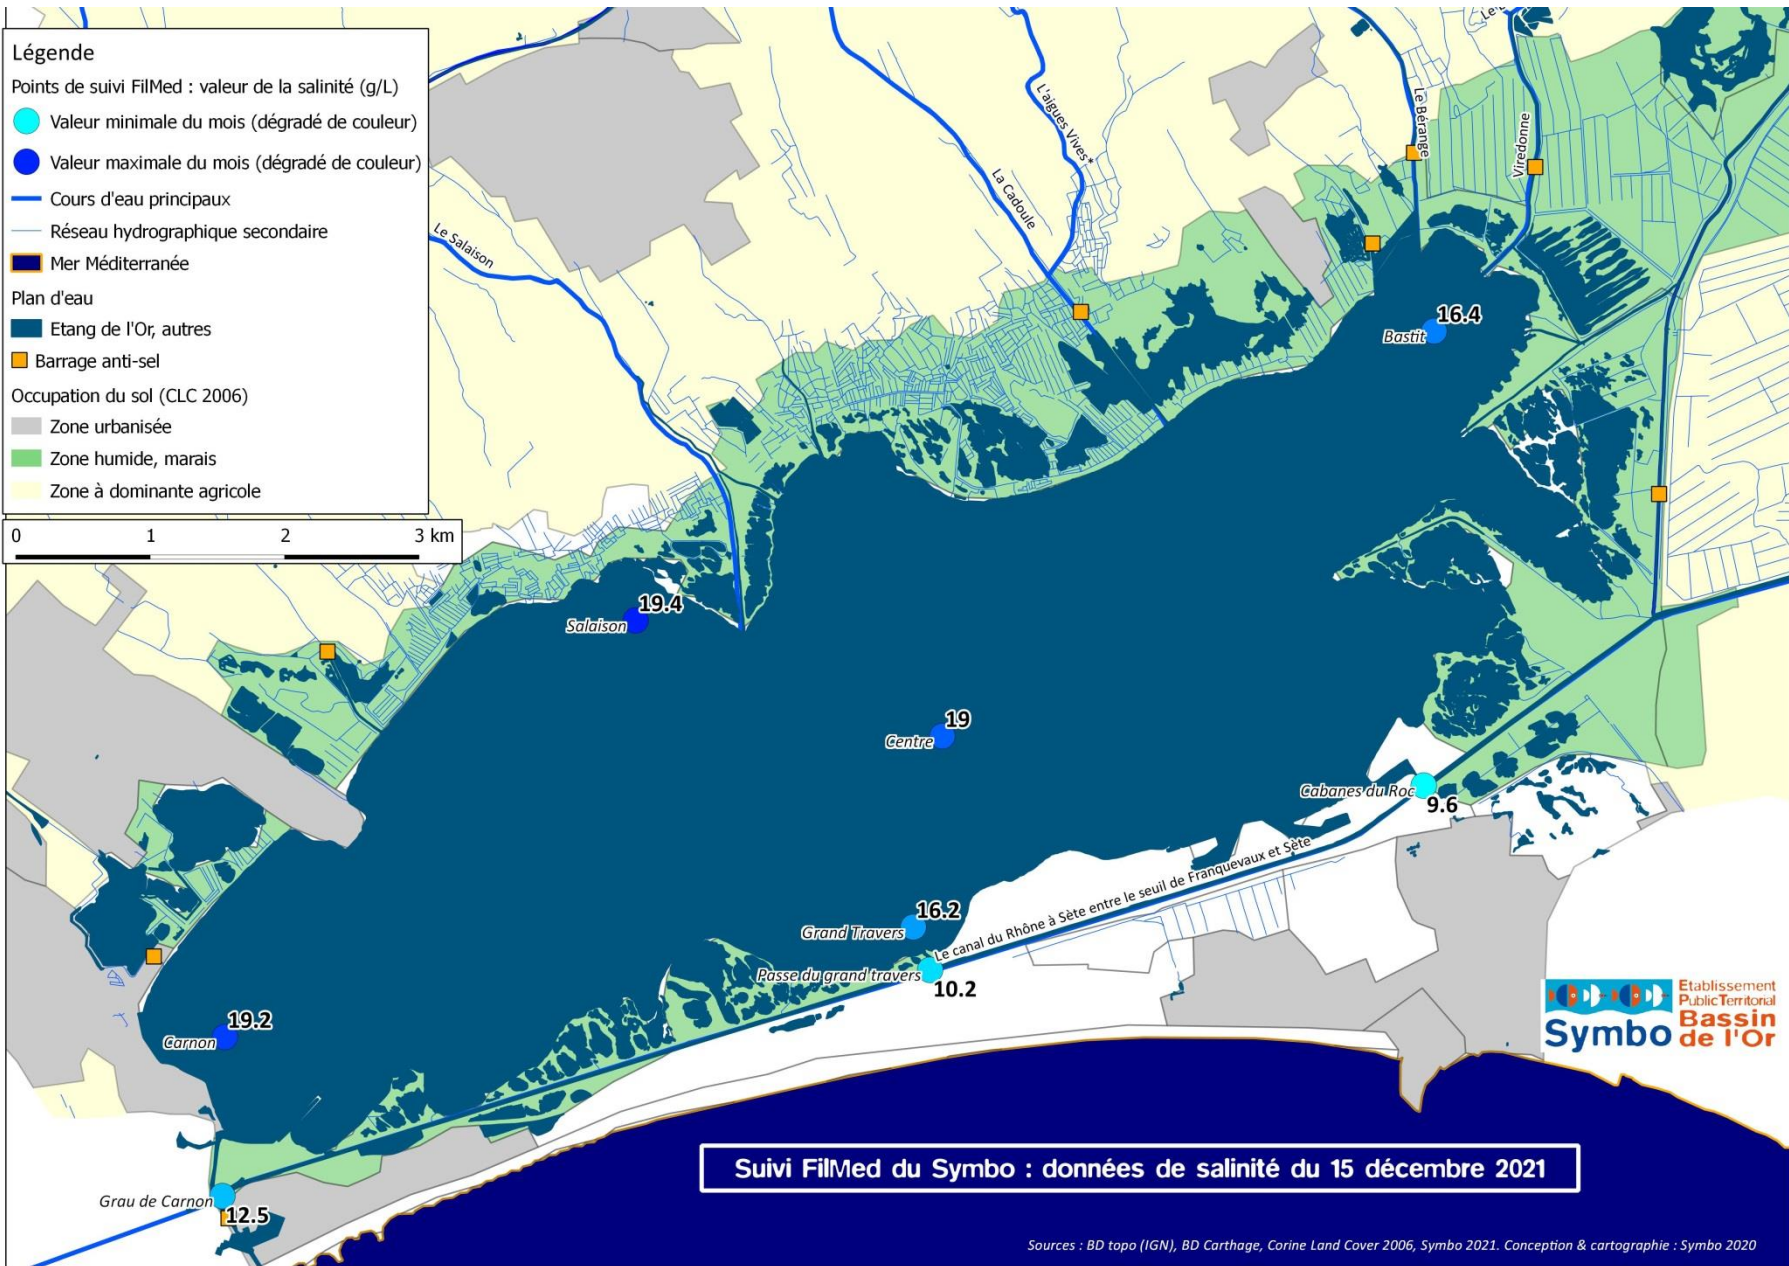 Légende
Points de suivi FilMed : valeur de la salinité (g/L)
Valeur minimale du mois (dégradé de couleur)
Valeur maximale du mois (dégradé de couleur)
Cours d'eau principaux
Réseau hydrographique secondaire
Mer Méditerranée
Plan d'eau
Etang de l'Or, autres
Barrage anti-sel
Occupation du sol (CLC 2006)
Zone urbanisée
Zone humide, marais
Zone à dominante agricole
0 1 2 3 km
Le Salaison
La Cadoule
L'aigues Vives*
Le Bérange
Viredonne
16.4
Bastit
19.4
Salaison
19
Centre
Cabanes du Roc
9.6
16.2
Grand Travers
Le canal du Rhône à Sète entre le seuil de Franquevaux et Sète
Passe du grand travers
10.2
19.2
Carnon
Grau de Carnon
12.5
Symbo
Etablissement
Public Territorial
Bassin
de l'Or
Suivi FilMed du Symbo : données de salinité du 15 décembre 2021
Sources : BD topo (IGN), BD Carthage, Corine Land Cover 2006, Symbo 2021. Conception & cartographie : Symbo 2020